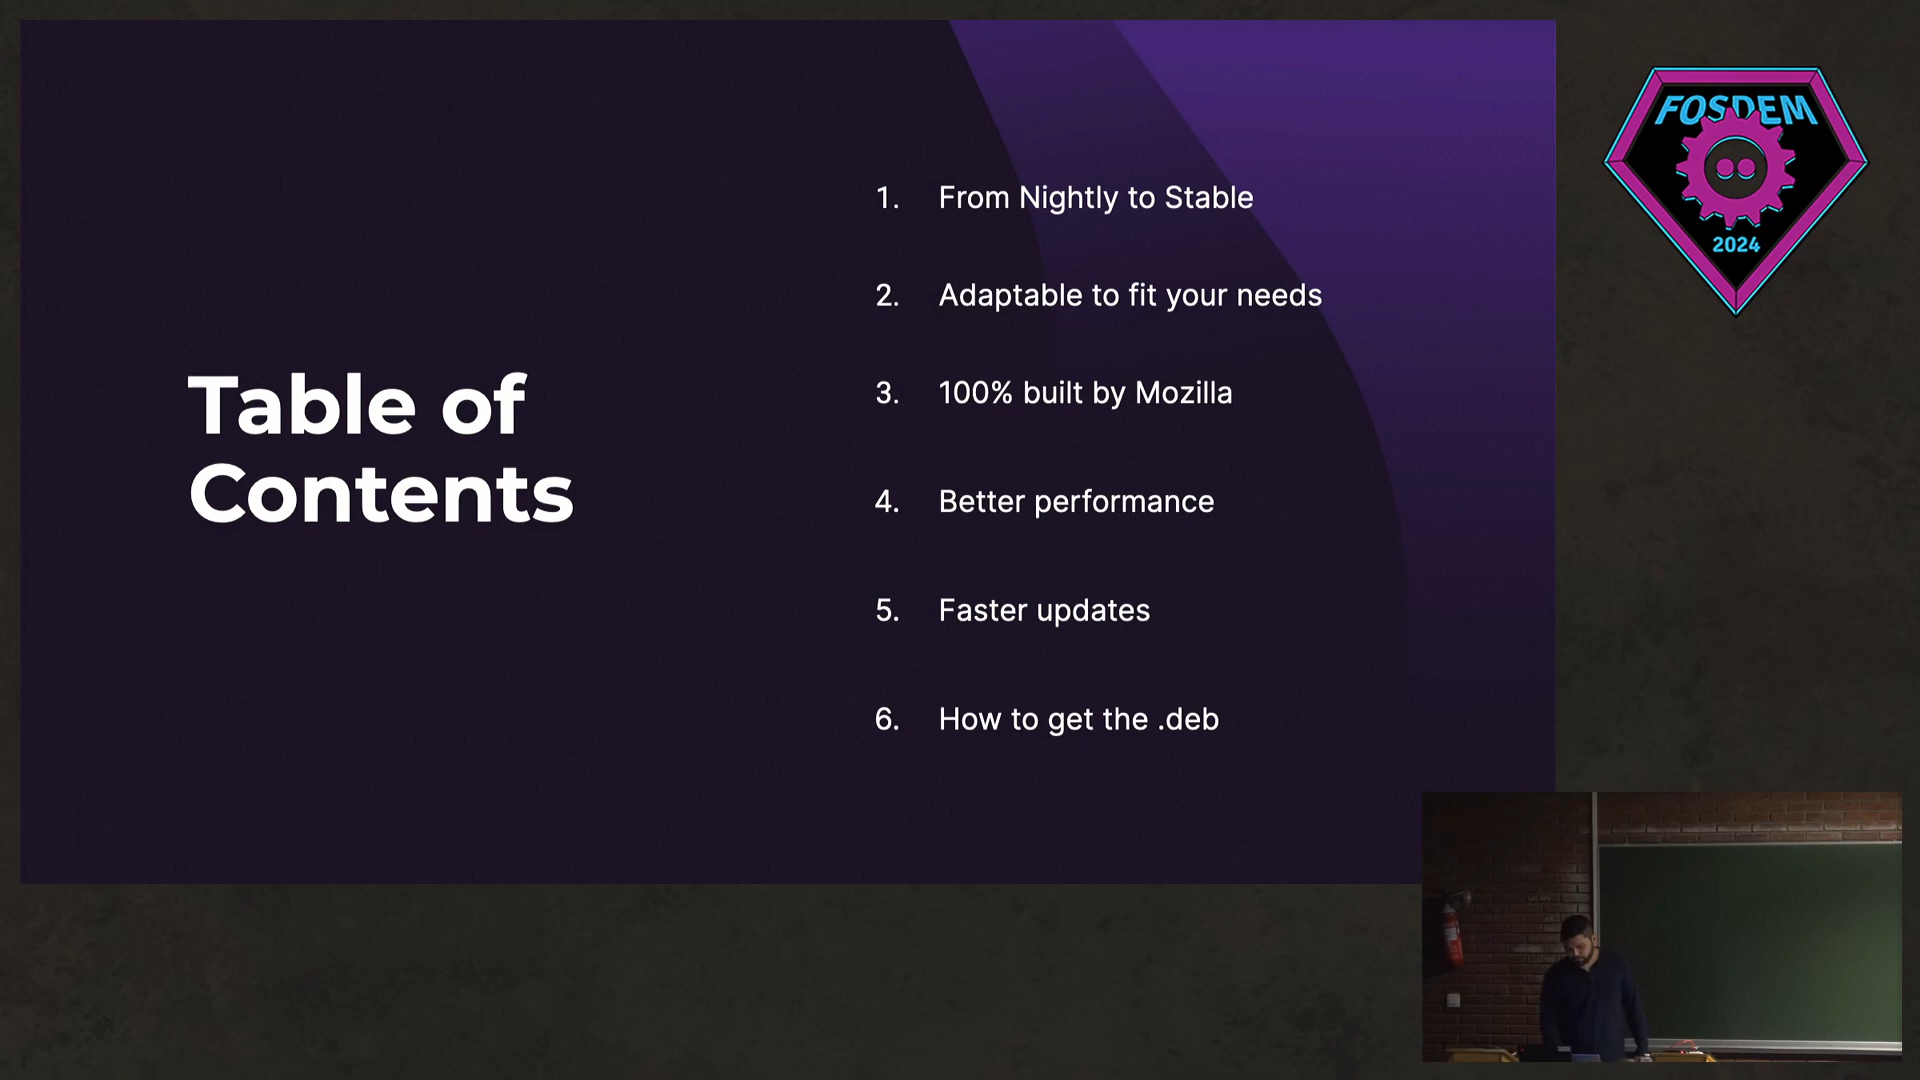 Table of
Contents
1. From Nightly to Stable
2. Adaptable to fit your needs
3. 100% built by Mozilla
4. Better performance
5. Faster updates
6. How to get the .deb
FOSDEM
2024